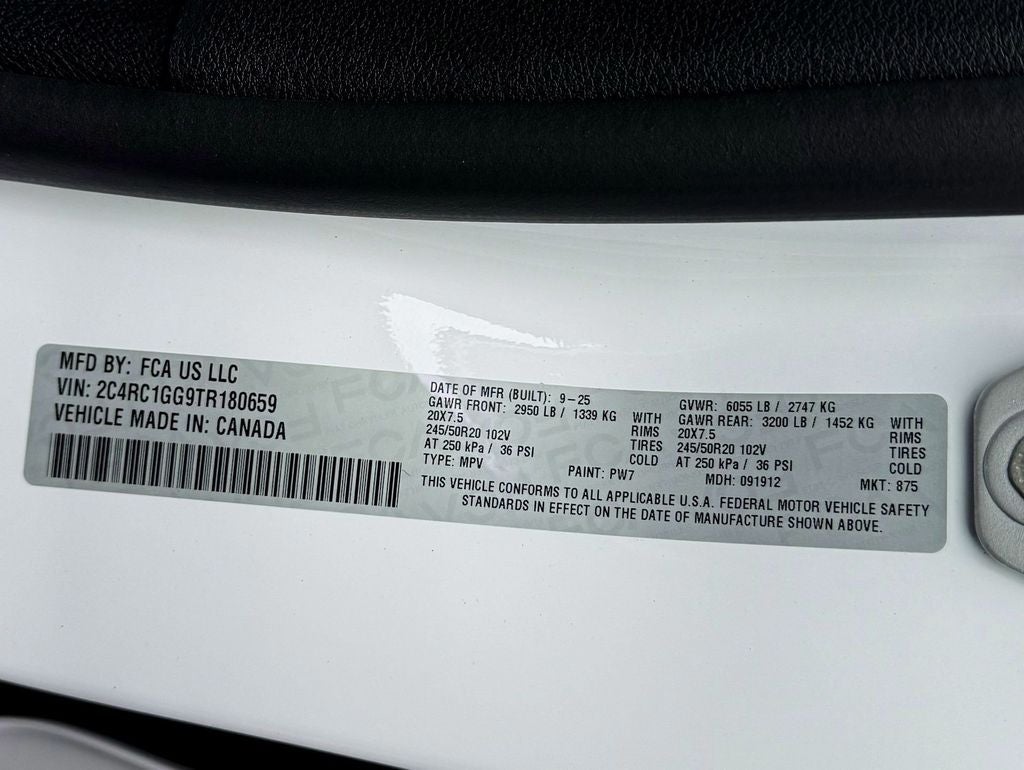 MFD BY: FCA US LLC
VIN: 2C4RC1GG9TR180659
VEHICLE MADE IN: CANADA
DATE OF MFR (BUILT): 9-25
GAWR FRONT: 2950 LB / 1339 KG WITH
20X7.5 RIMS
245/50R20 102V TIRES
AT 250 kPa / 36 PSI COLD
TYPE: MPV PAINT: PW7
GVWR: 6055 LB / 2747 KG
GAWR REAR: 3200 LB / 1452 KG WITH
20X7.5 RIMS
245/50R20 102V TIRES
AT 250 kPa / 36 PSI COLD
MDH: 091912 MKT: 875
THIS VEHICLE CONFORMS TO ALL APPLICABLE U.S.A. FEDERAL MOTOR VEHICLE SAFETY
STANDARDS IN EFFECT ON THE DATE OF MANUFACTURE SHOWN ABOVE.